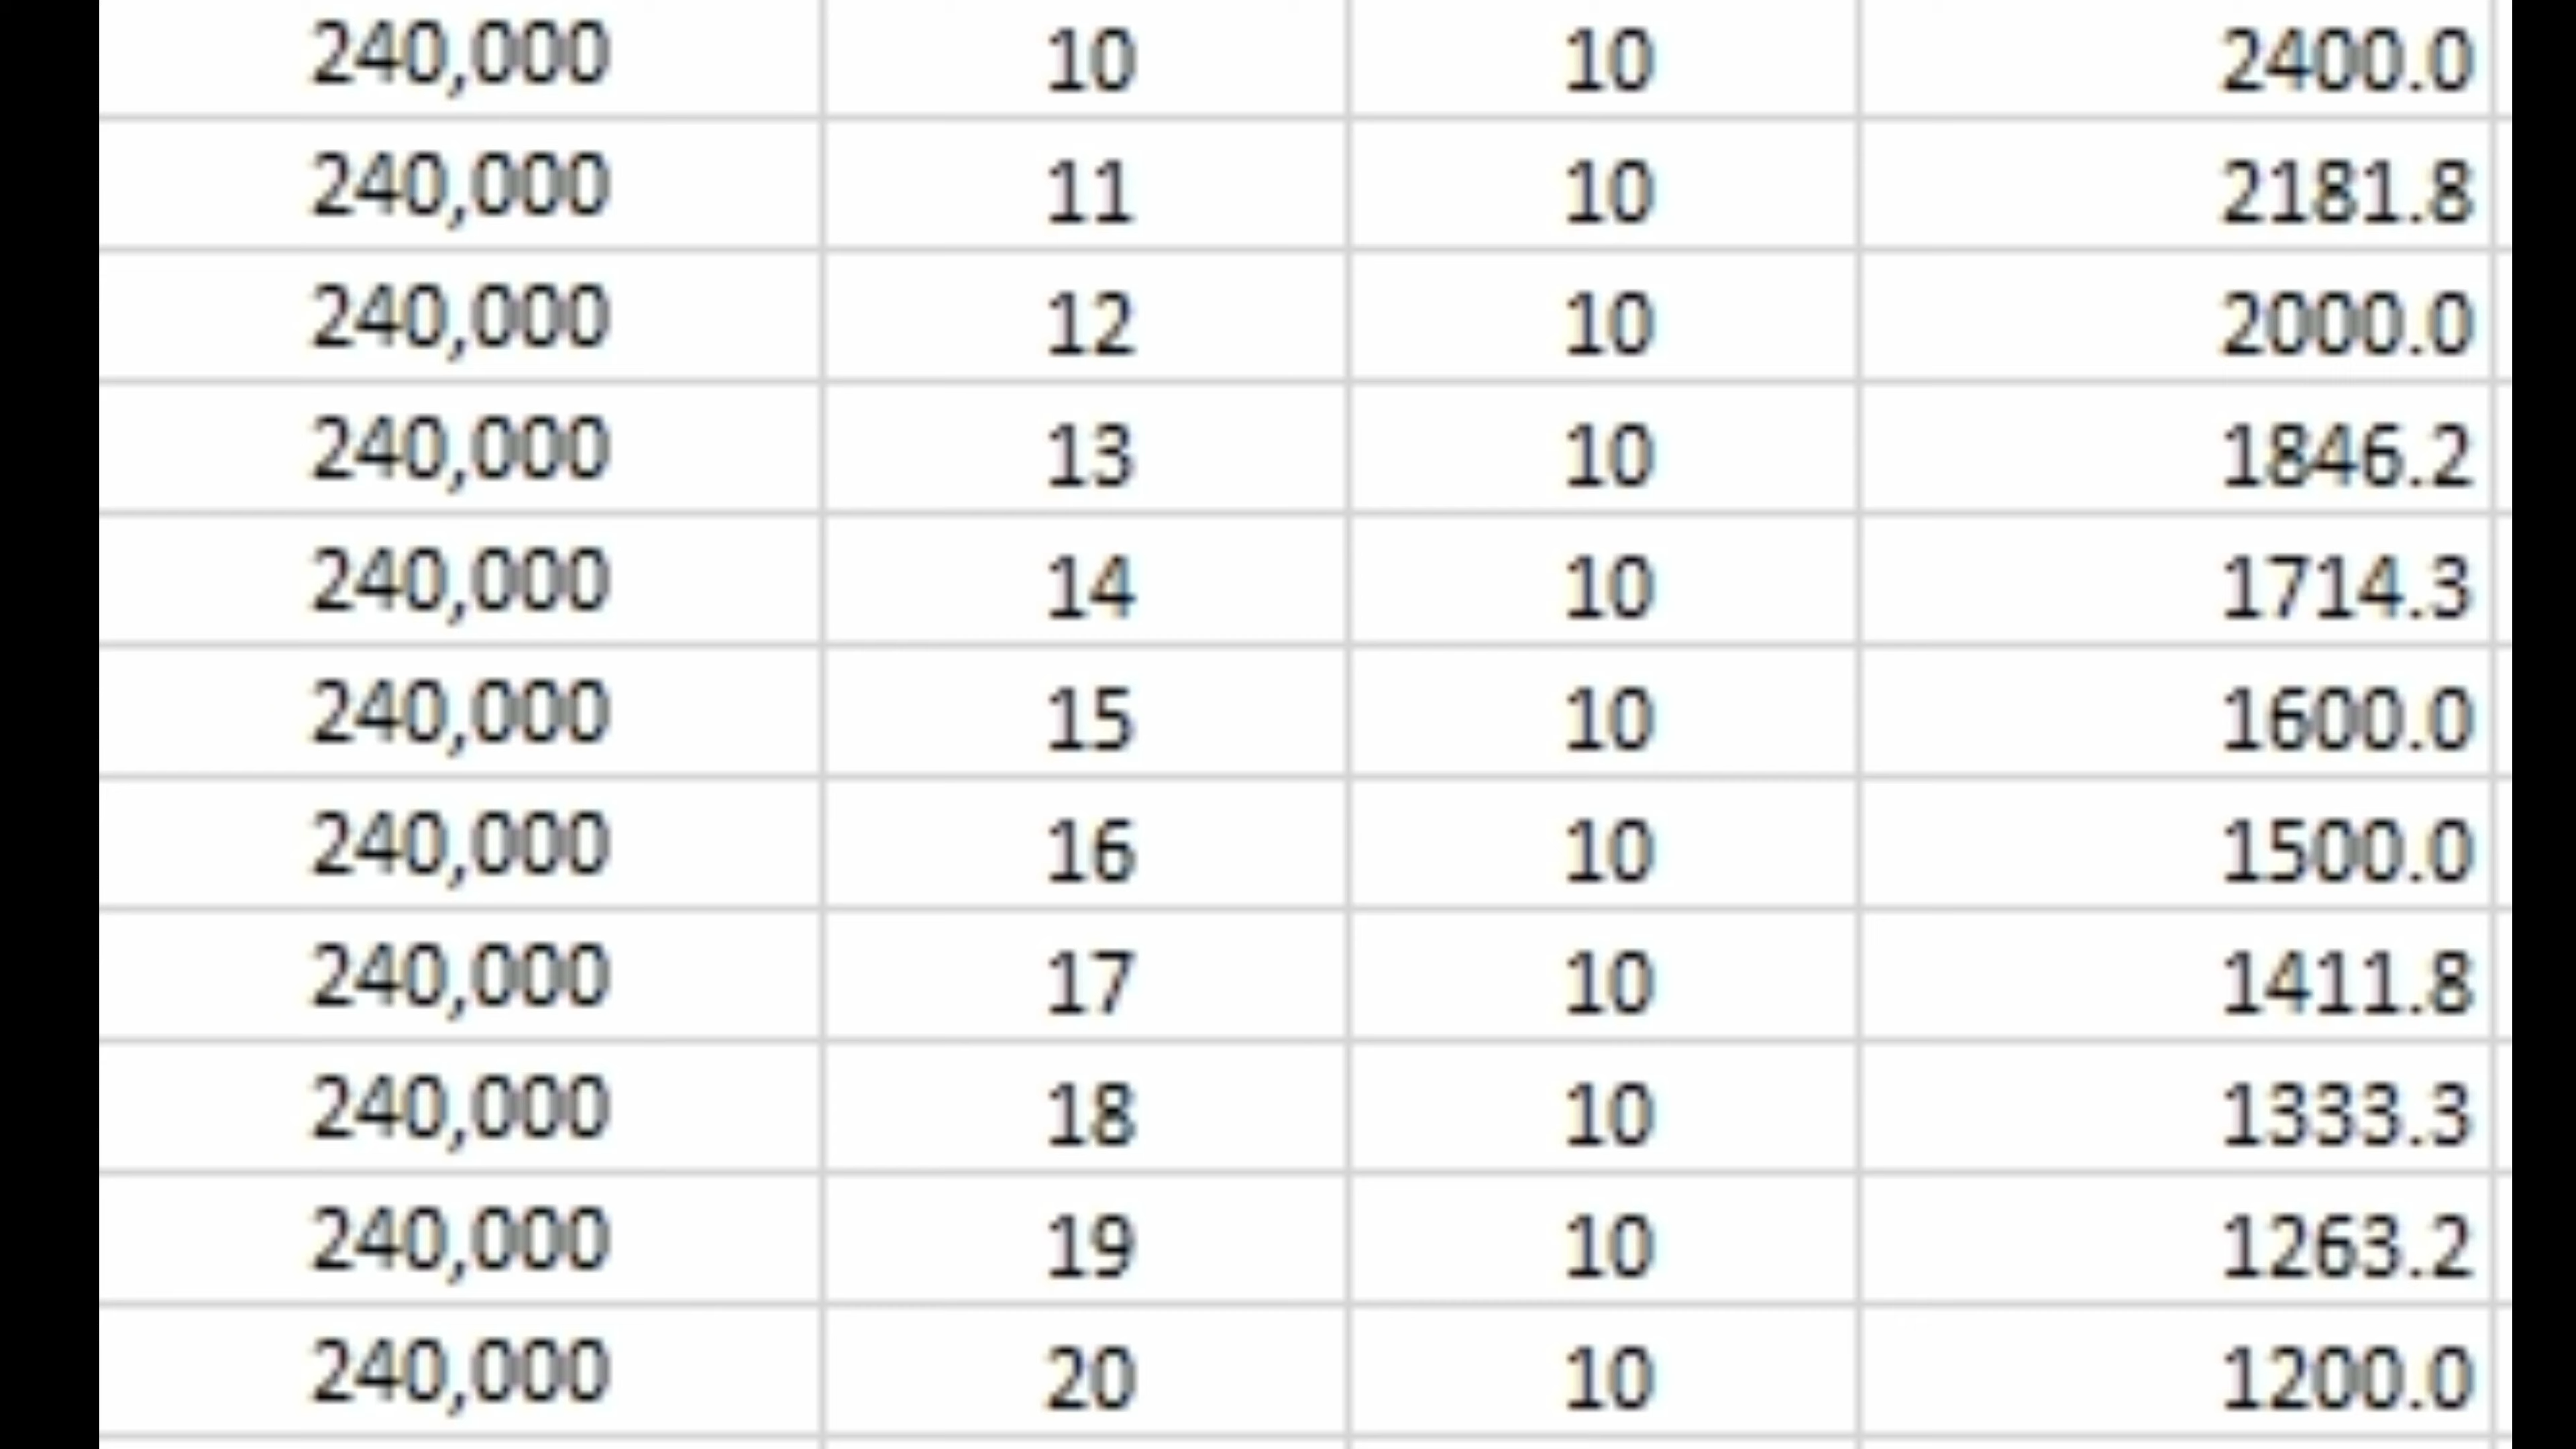 240,000 10 10 2400.0
240,000 11 10 2181.8
240,000 12 10 2000.0
240,000 13 10 1846.2
240,000 14 10 1714.3
240,000 15 10 1600.0
240,000 16 10 1500.0
240,000 17 10 1411.8
240,000 18 10 1333.3
240,000 19 10 1263.2
240,000 20 10 1200.0